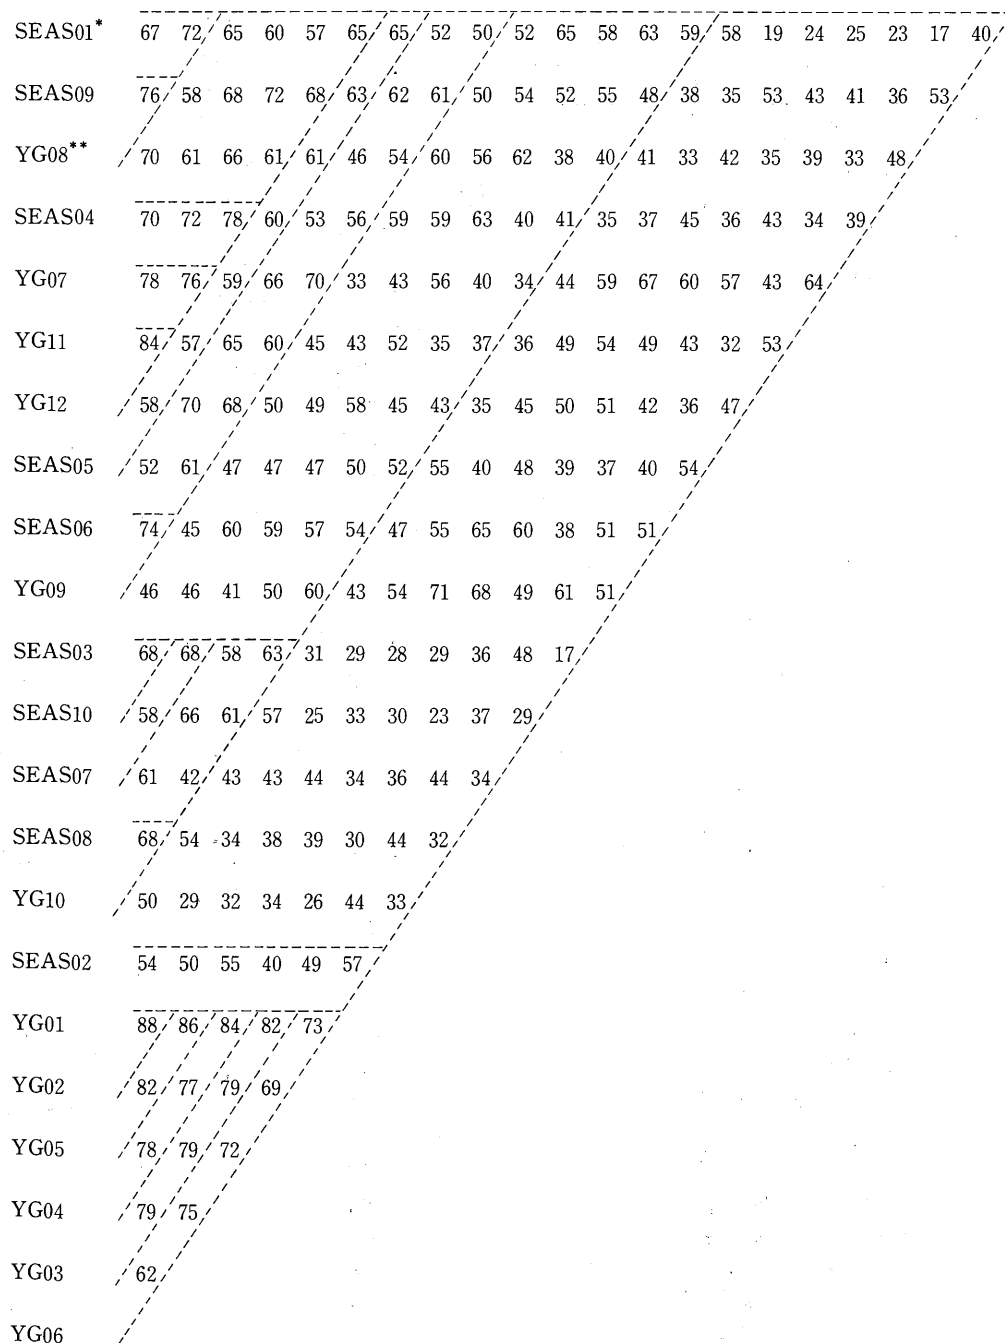 SEAS01* 67 72 65 60 57 65 65 52 50 52 65 58 63 59 58 19 24 25 23 17 40
SEAS09 76 58 68 72 68 63 62 61 50 54 52 55 48 38 35 53 43 41 36 53
YG08** 70 61 66 61 61 46 54 60 56 62 38 40 41 33 42 35 39 33 48
SEAS04 70 72 78 60 53 56 59 59 63 40 41 35 37 45 36 43 34 39
YG07 78 76 59 66 70 33 43 56 40 34 44 59 67 60 57 43 64
YG11 84 57 65 60 45 43 52 35 37 36 49 54 49 43 32 53
YG12 58 70 68 50 49 58 45 43 35 45 50 51 42 36 47
SEAS05 52 61 47 47 47 50 52 55 40 48 39 37 40 54
SEAS06 74 45 60 59 57 54 47 55 65 60 38 51 51
YG09 46 46 41 50 60 43 54 71 68 49 61 51
SEAS03 68 68 58 63 31 29 28 29 36 48 17
SEAS10 58 66 61 57 25 33 30 23 37 29
SEAS07 61 42 43 43 44 34 36 44 34
SEAS08 68 54 34 38 39 30 44 32
YG10 50 29 32 34 26 44 33
SEAS02 54 50 55 40 49 57
YG01 88 86 84 82 73
YG02 82 77 79 69
YG05 78 79 72
YG04 79 75
YG03 62
YG06